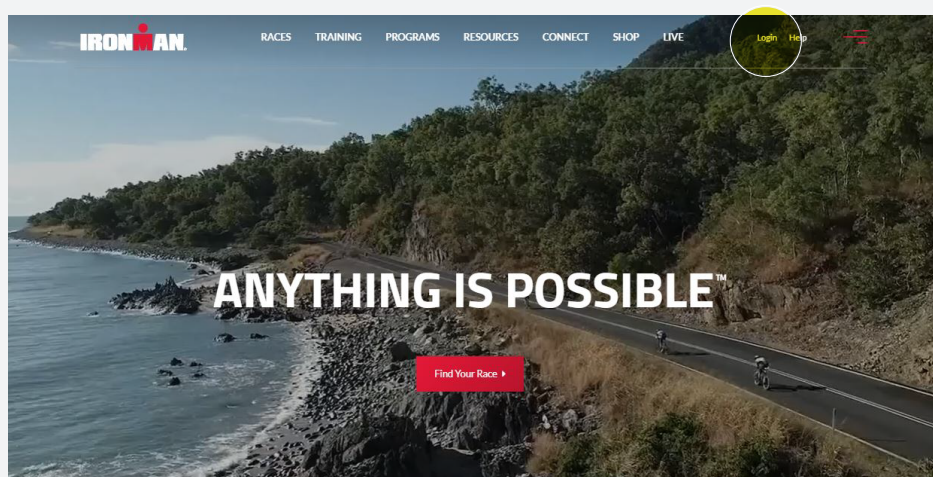 IRONMAN.
RACES TRAINING PROGRAMS RESOURCES CONNECT SHOP LIVE Login Help
ANYTHING IS POSSIBLE™
Find Your Race